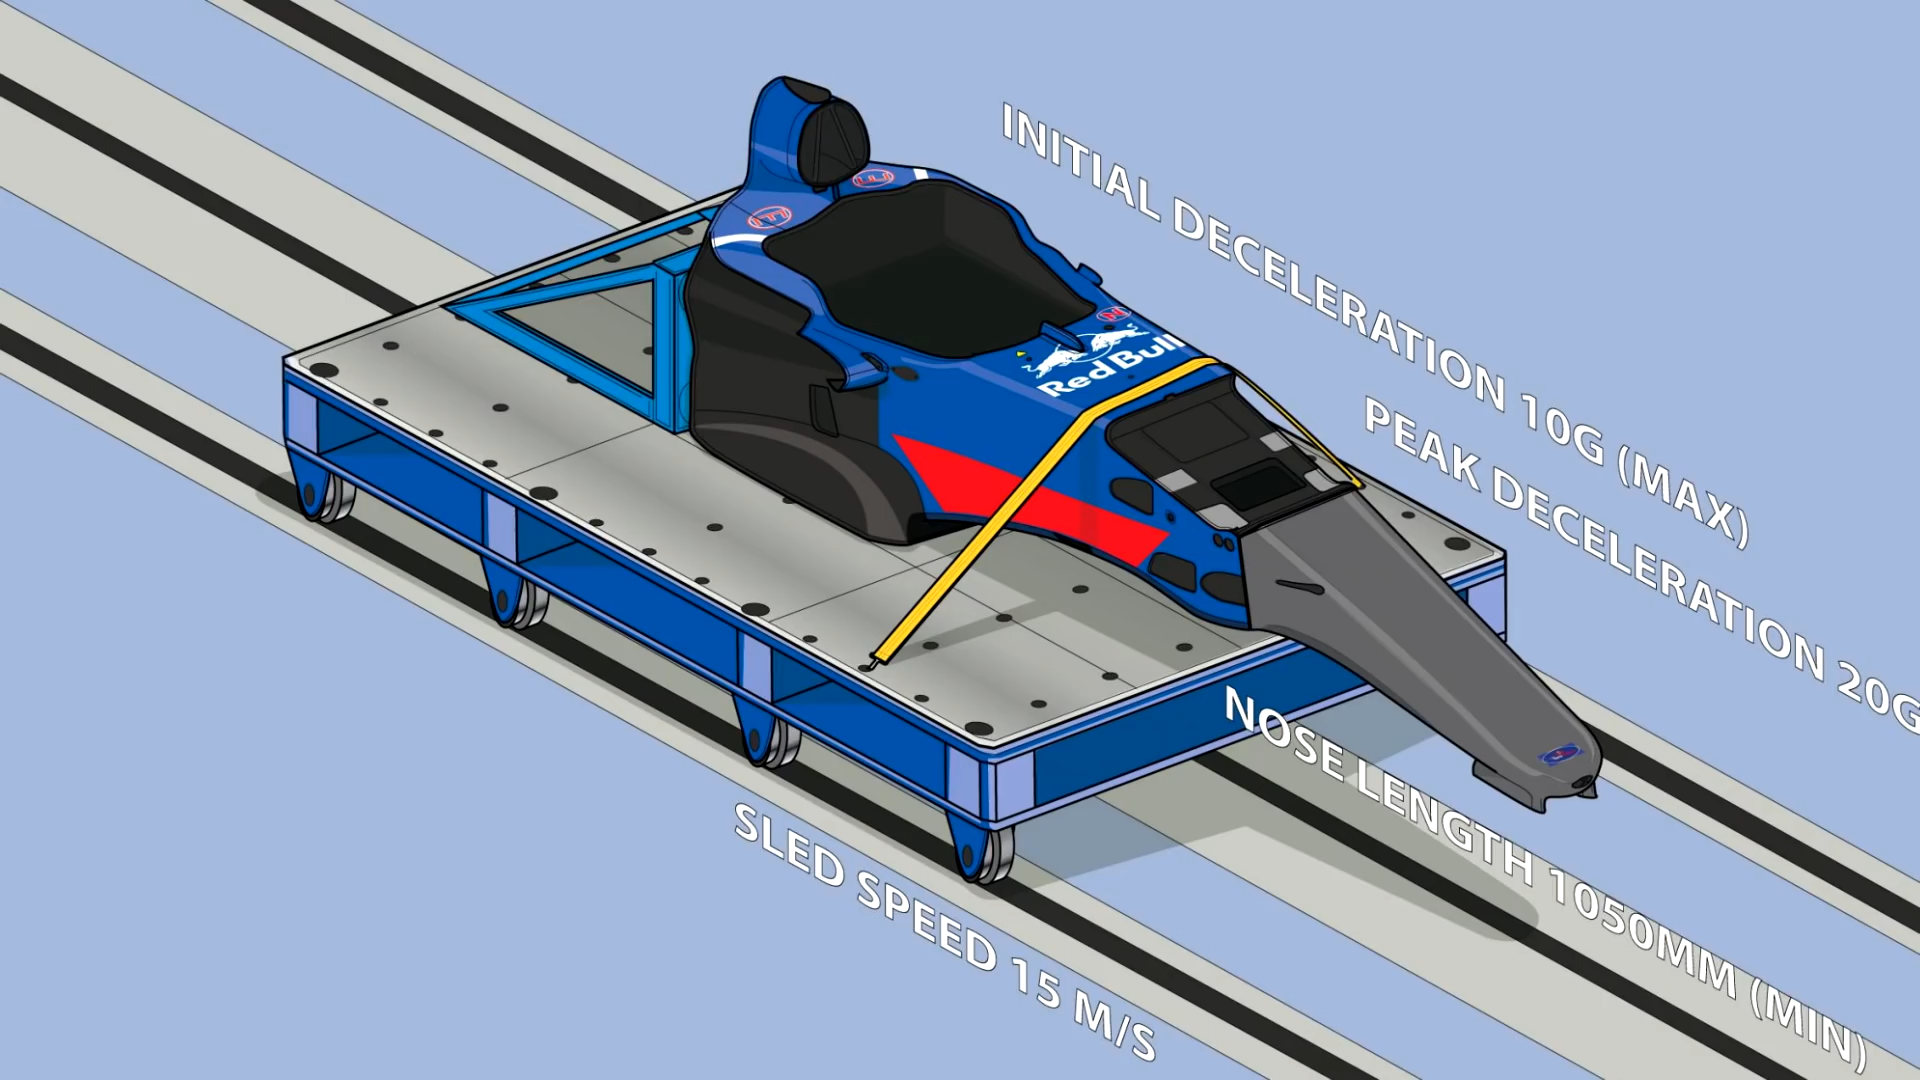 INITIAL DECELERATION 10G (MAX)
PEAK DECELERATION 20G
Red Bull
NOSE LENGTH 1050MM (MIN)
SLED SPEED 15 M/S